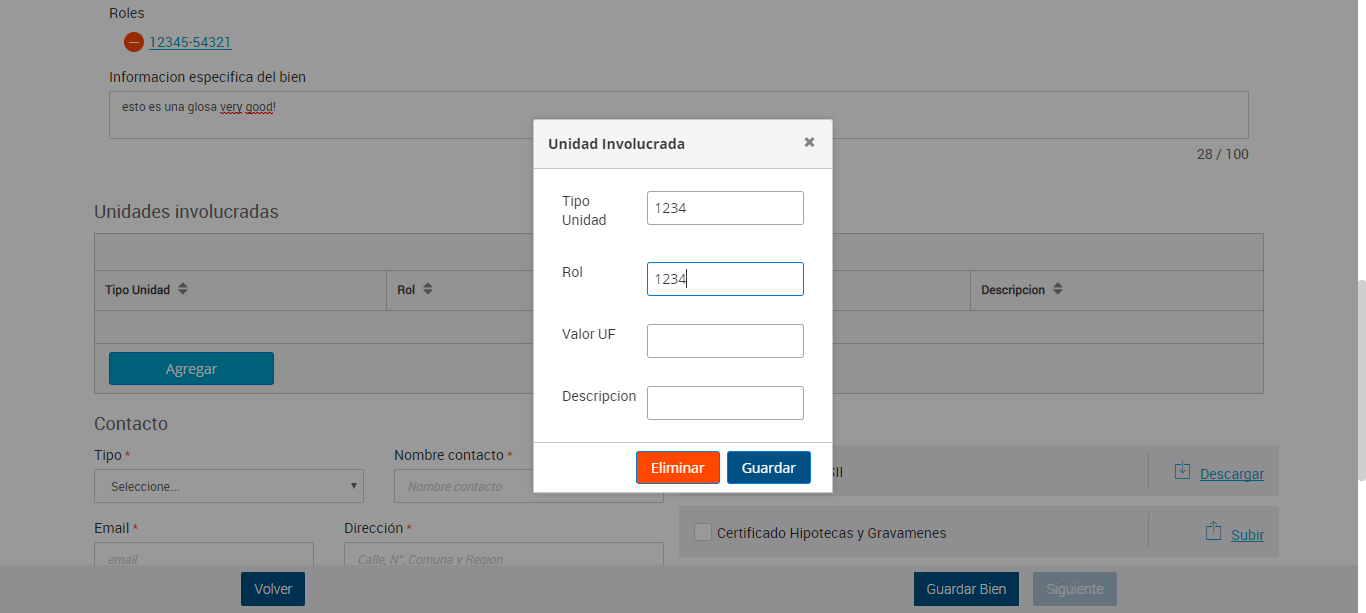 Roles
12345-54321
Informacion especifica del bien
esto es una glosa very good!
28 / 100
Unidades involucradas
Tipo Unidad
Rol
Descripcion
Agregar
Unidad Involucrada
Tipo
Unidad
1234
Rol
1234
Valor UF
Descripcion
Eliminar
Guardar
Contacto
Tipo *
Nombre contacto *
Seleccione...
Nombre contacto
Email *
Dirección *
email
Calle, N°, Comuna y Region
SII
Descargar
Certificado Hipotecas y Gravamenes
Subir
Volver
Guardar Bien
Siguiente